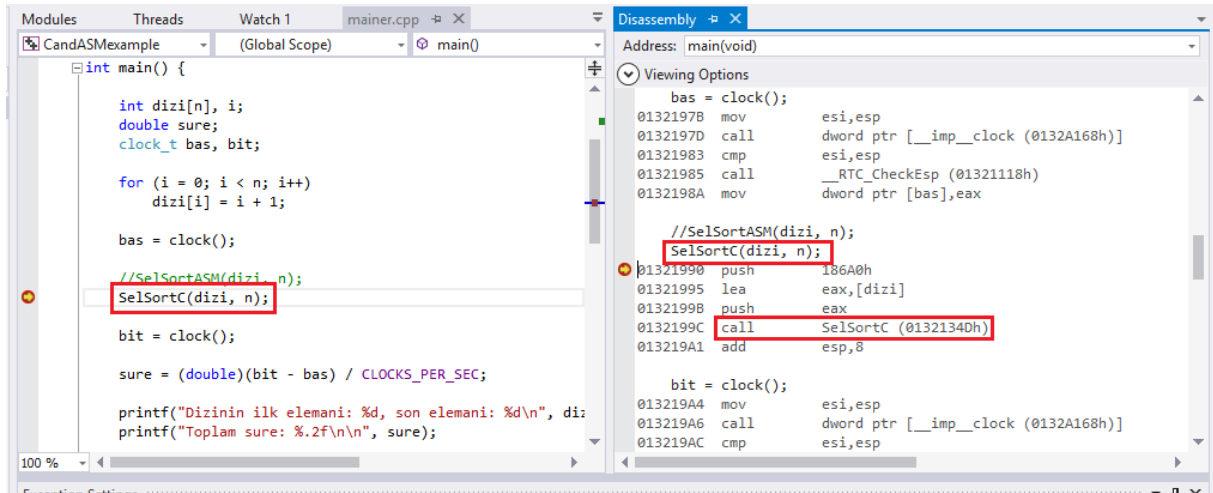 Modules Threads Watch 1 mainer.cpp
CandASMexample (Global Scope) main()
int main() {
int dizi[n], i;
double sure;
clock_t bas, bit;
for (i = 0; i < n; i++)
dizi[i] = i + 1;
bas = clock();
//SelSortASM(dizi, n);
SelSortC(dizi, n);
bit = clock();
sure = (double)(bit - bas) / CLOCKS_PER_SEC;
printf("Dizinin ilk elemani: %d, son elemani: %d\n", diz
printf("Toplam sure: %.2f\n\n", sure);
100 %
Disassembly
Address: main(void)
Viewing Options
bas = clock();
0132197B mov esi,esp
0132197D call dword ptr [__imp__clock (0132A168h)]
01321983 cmp esi,esp
01321985 call __RTC_CheckEsp (01321118h)
0132198A mov dword ptr [bas],eax
//SelSortASM(dizi, n);
SelSortC(dizi, n);
01321990 push 186A0h
01321995 lea eax,[dizi]
0132199B push eax
0132199C call SelSortC (0132134Dh)
013219A1 add esp,8
bit = clock();
013219A4 mov esi,esp
013219A6 call dword ptr [__imp__clock (0132A168h)]
013219AC cmp esi,esp
Exception Settings